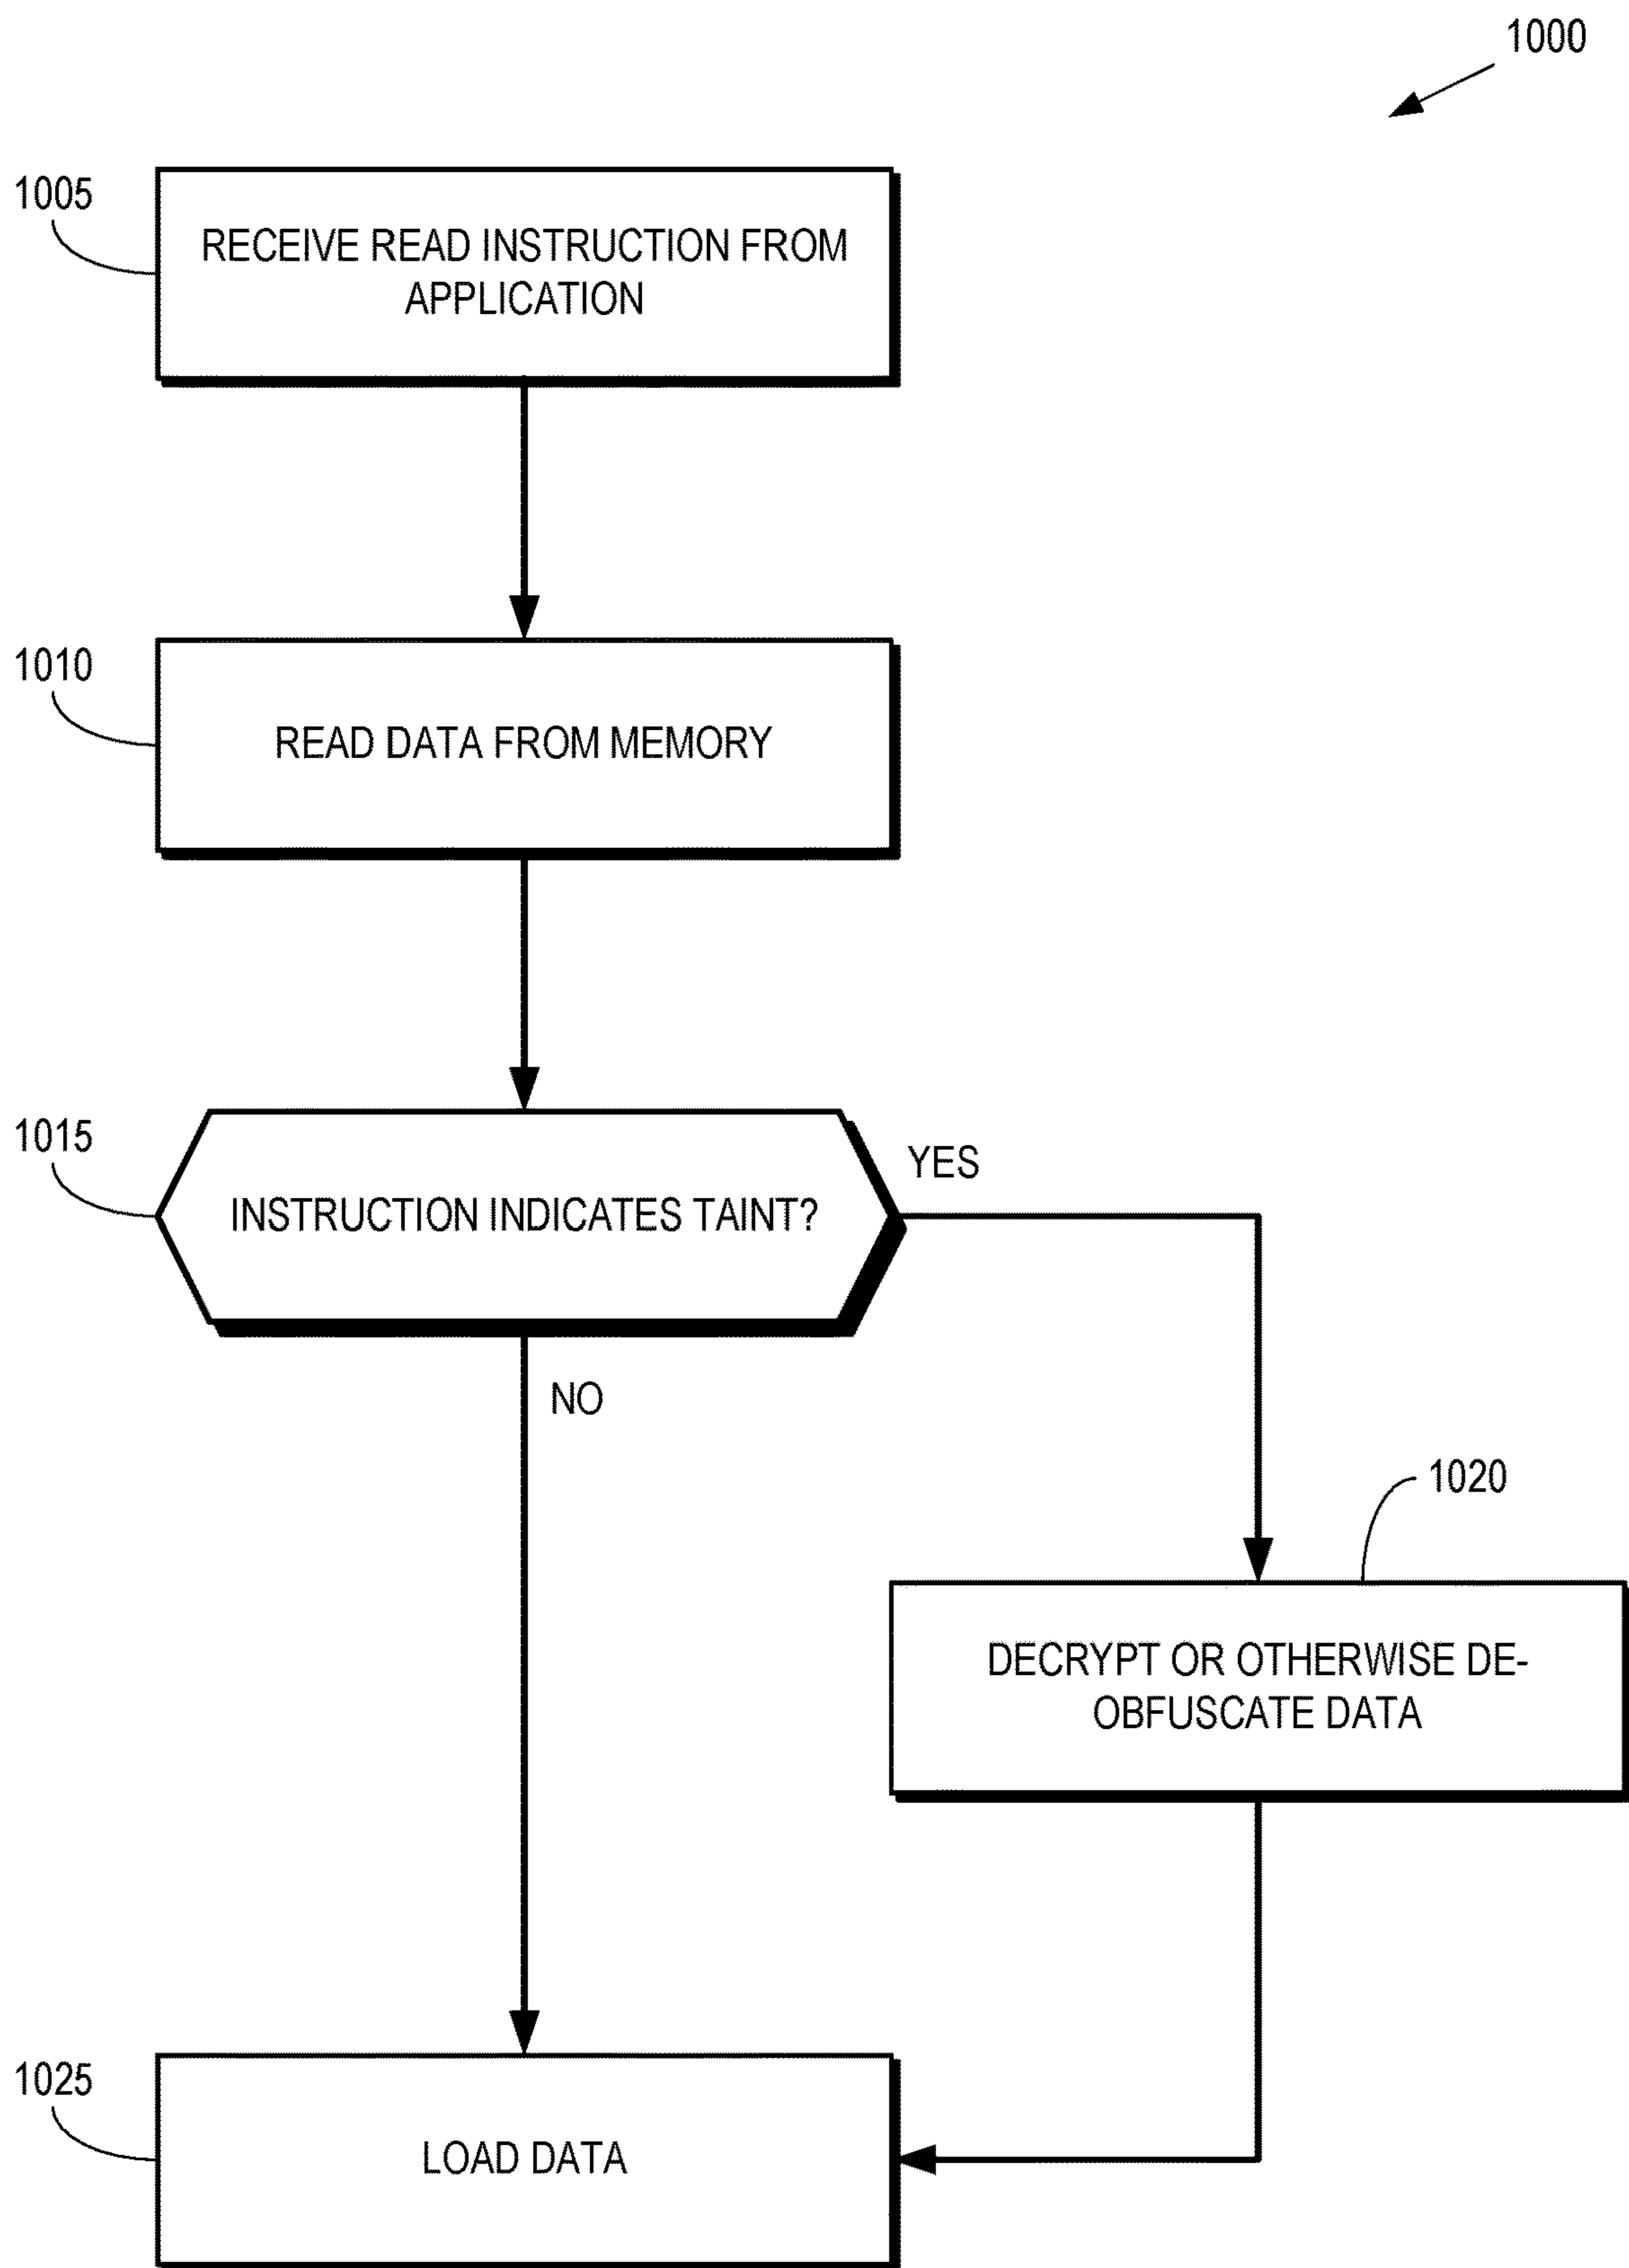 1000
1005
RECEIVE READ INSTRUCTION FROM
APPLICATION
1010
READ DATA FROM MEMORY
1015
INSTRUCTION INDICATES TAINT?
YES
NO
1020
DECRYPT OR OTHERWISE DE-
OBFUSCATE DATA
1025
LOAD DATA